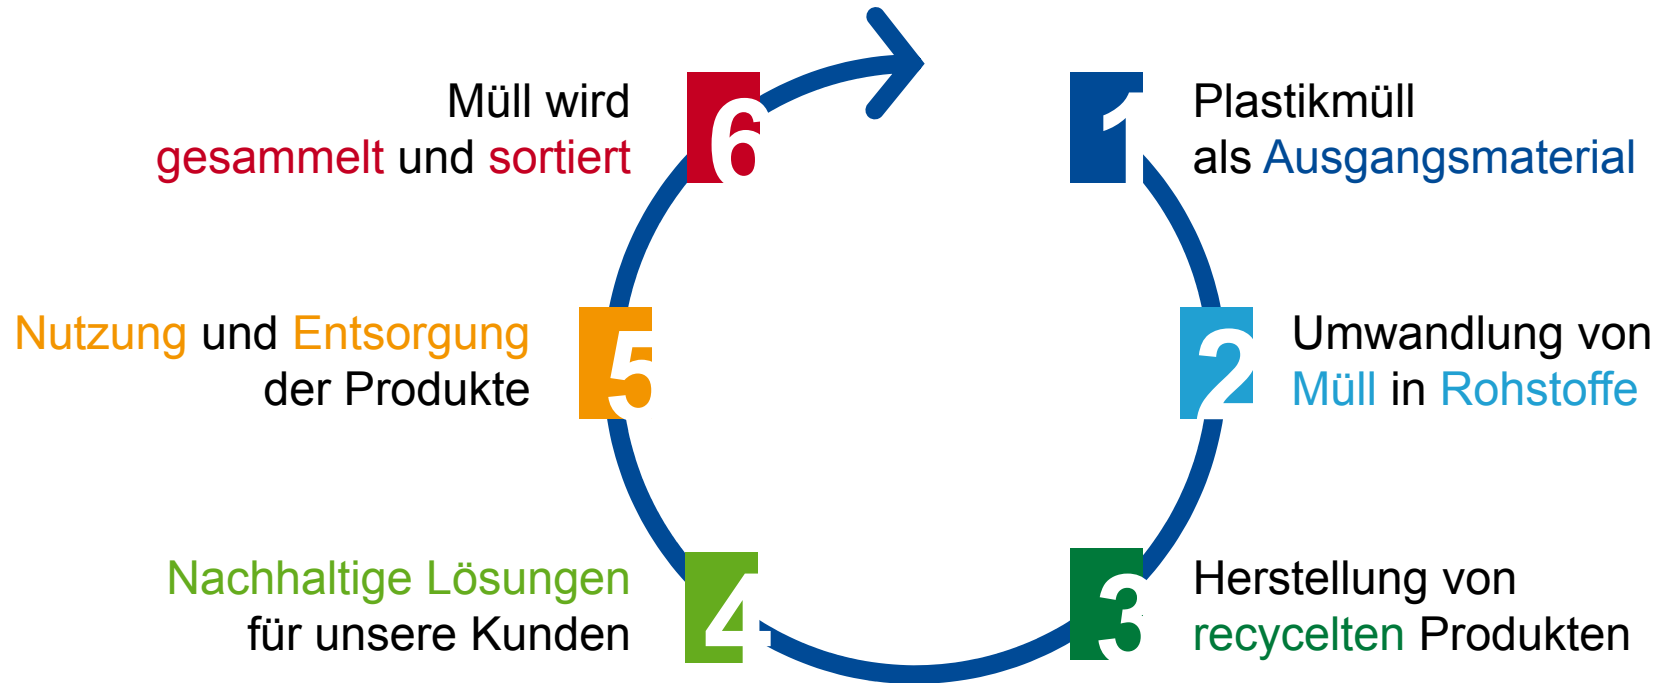 1
Plastikmüll
als Ausgangsmaterial
2
Umwandlung von
Müll in Rohstoffe
3
Herstellung von
recycelten Produkten
4
Nachhaltige Lösungen
für unsere Kunden
5
Nutzung und Entsorgung
der Produkte
6
Müll wird
gesammelt und sortiert